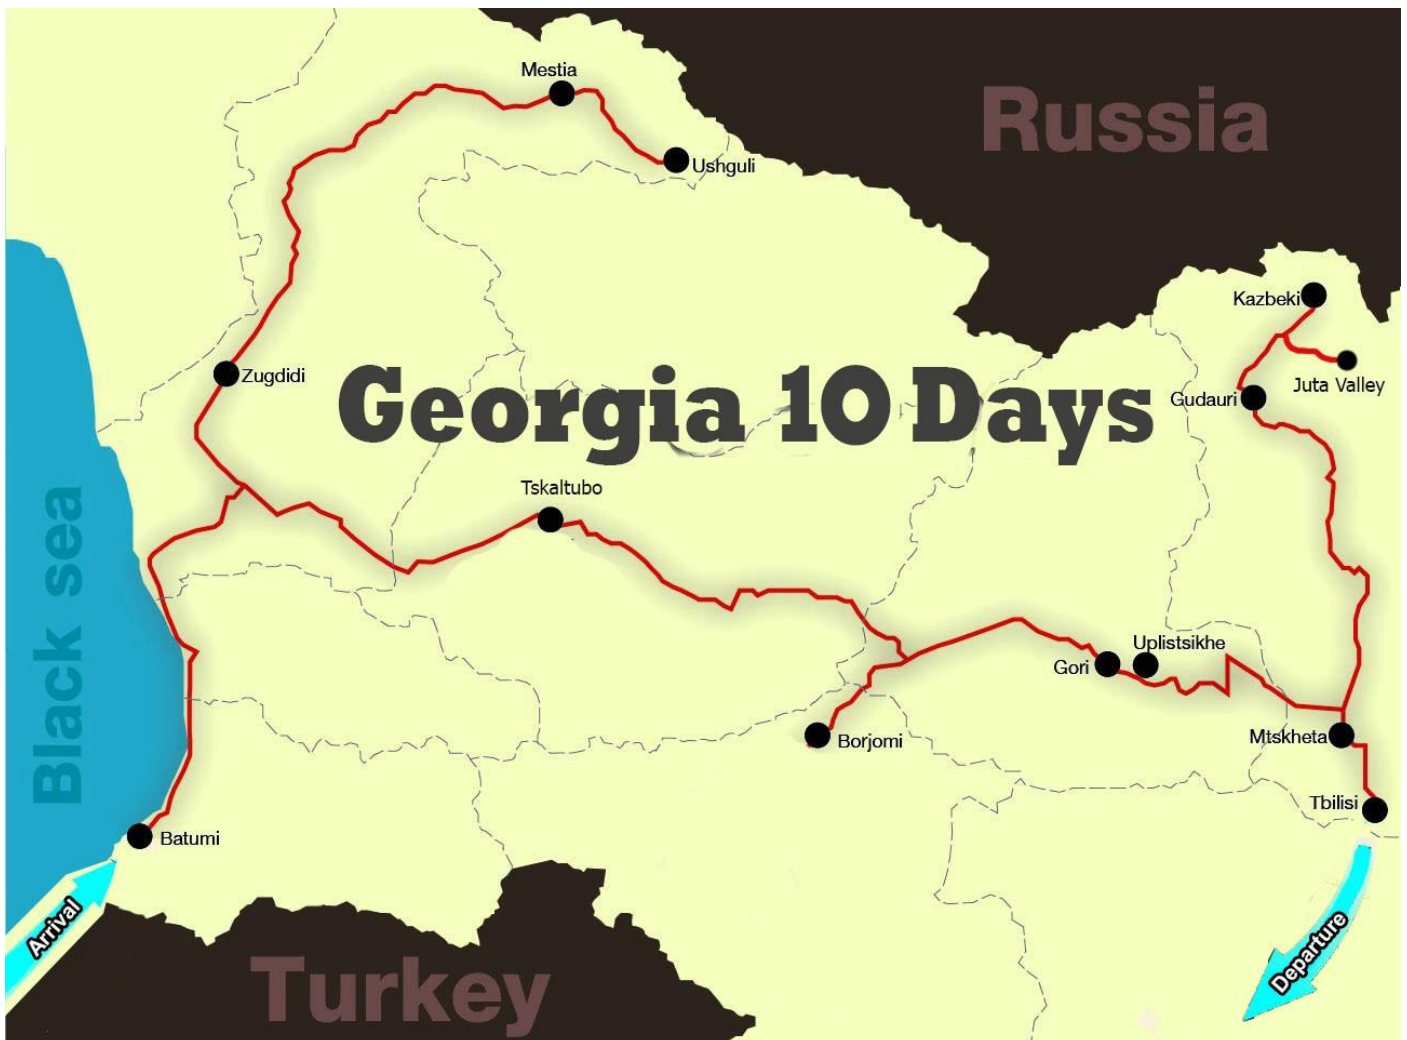 Mestia
Russia
Ushguli
Kazbeki
Zugdidi
Georgia 10 Days
Juta Valley
Gudauri
Tskaltubo
Black sea
Uplistsikhe
Gori
Borjomi
Mtskheta
Tbilisi
Batumi
Arrival
Departure
Turkey